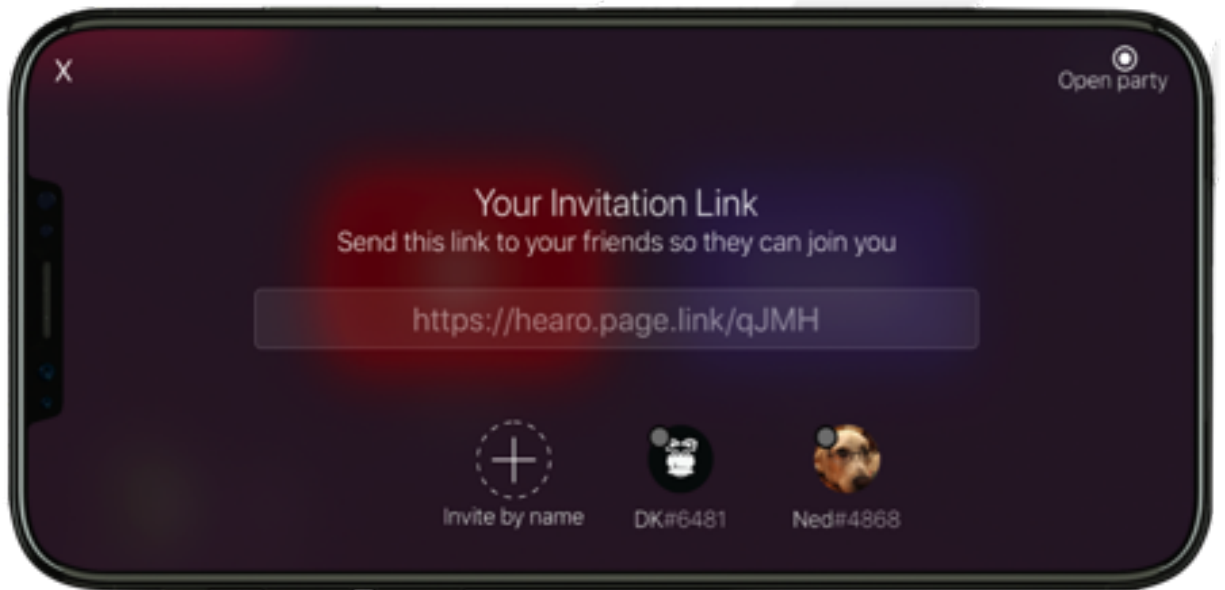 X
Open party
Your Invitation Link
Send this link to your friends so they can join you
https://hearo.page.link/qJMH
Invite by name
DK#6481
Ned#4868